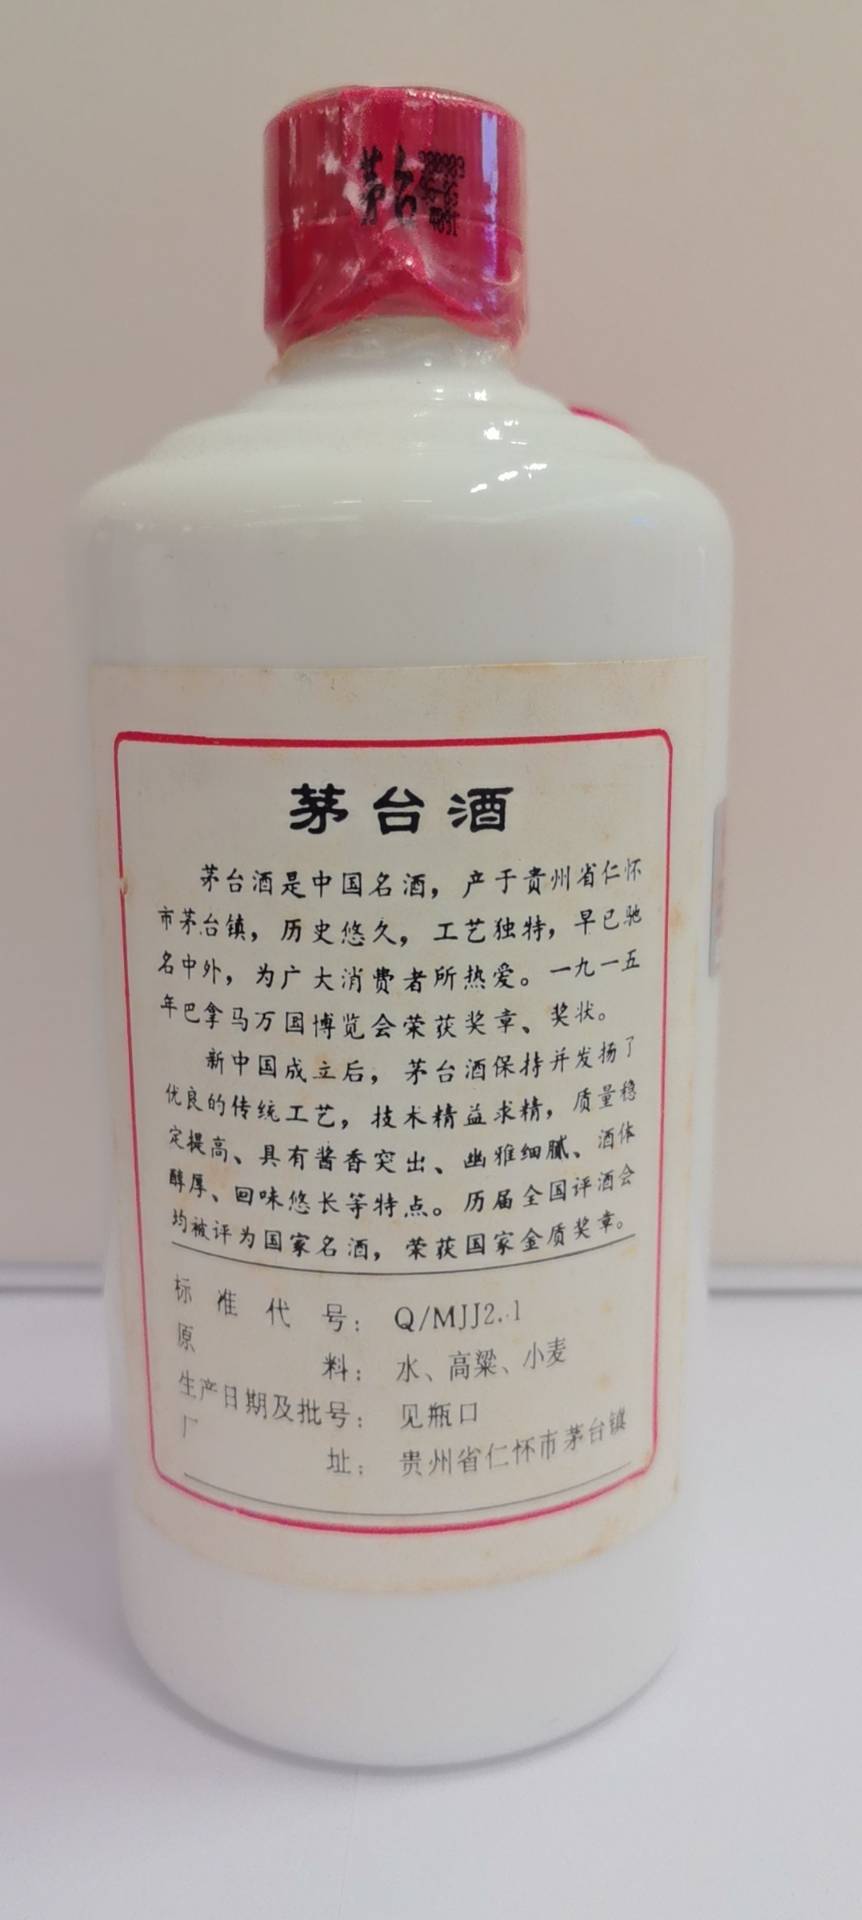 茅台
茅台酒
茅台酒是中国名酒，产于贵州省仁怀
市茅台镇，历史悠久，工艺独特，早已驰
名中外，为广大消费者所热爱。一九一五
年巴拿马万国博览会荣获奖章、奖状。
新中国成立后，茅台酒保持并发扬了
优良的传统工艺，技术精益求精，质量稳
定提高、具有酱香突出、幽雅细腻、酒体
醇厚、回味悠长等特点。历届全国评酒会
均被评为国家名酒，荣获国家金质奖章。
标准代号：Q/MJJ2.1
原料：水、高粱、小麦
生产日期及批号：见瓶口
厂址：贵州省仁怀市茅台镇